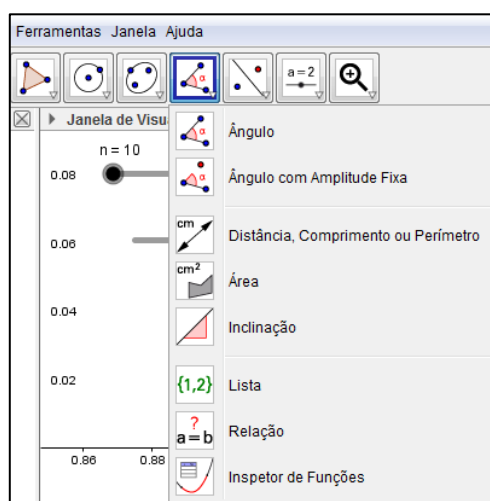 Ferramentas Janela Ajuda
a = 2
Janela de Visu
n = 10
0.08
0.06
0.04
0.02
0.86 0.88
α Ângulo
α Ângulo com Amplitude Fixa
cm Distância, Comprimento ou Perímetro
cm² Área
Inclinação
{1,2} Lista
? a = b Relação
Inspetor de Funções